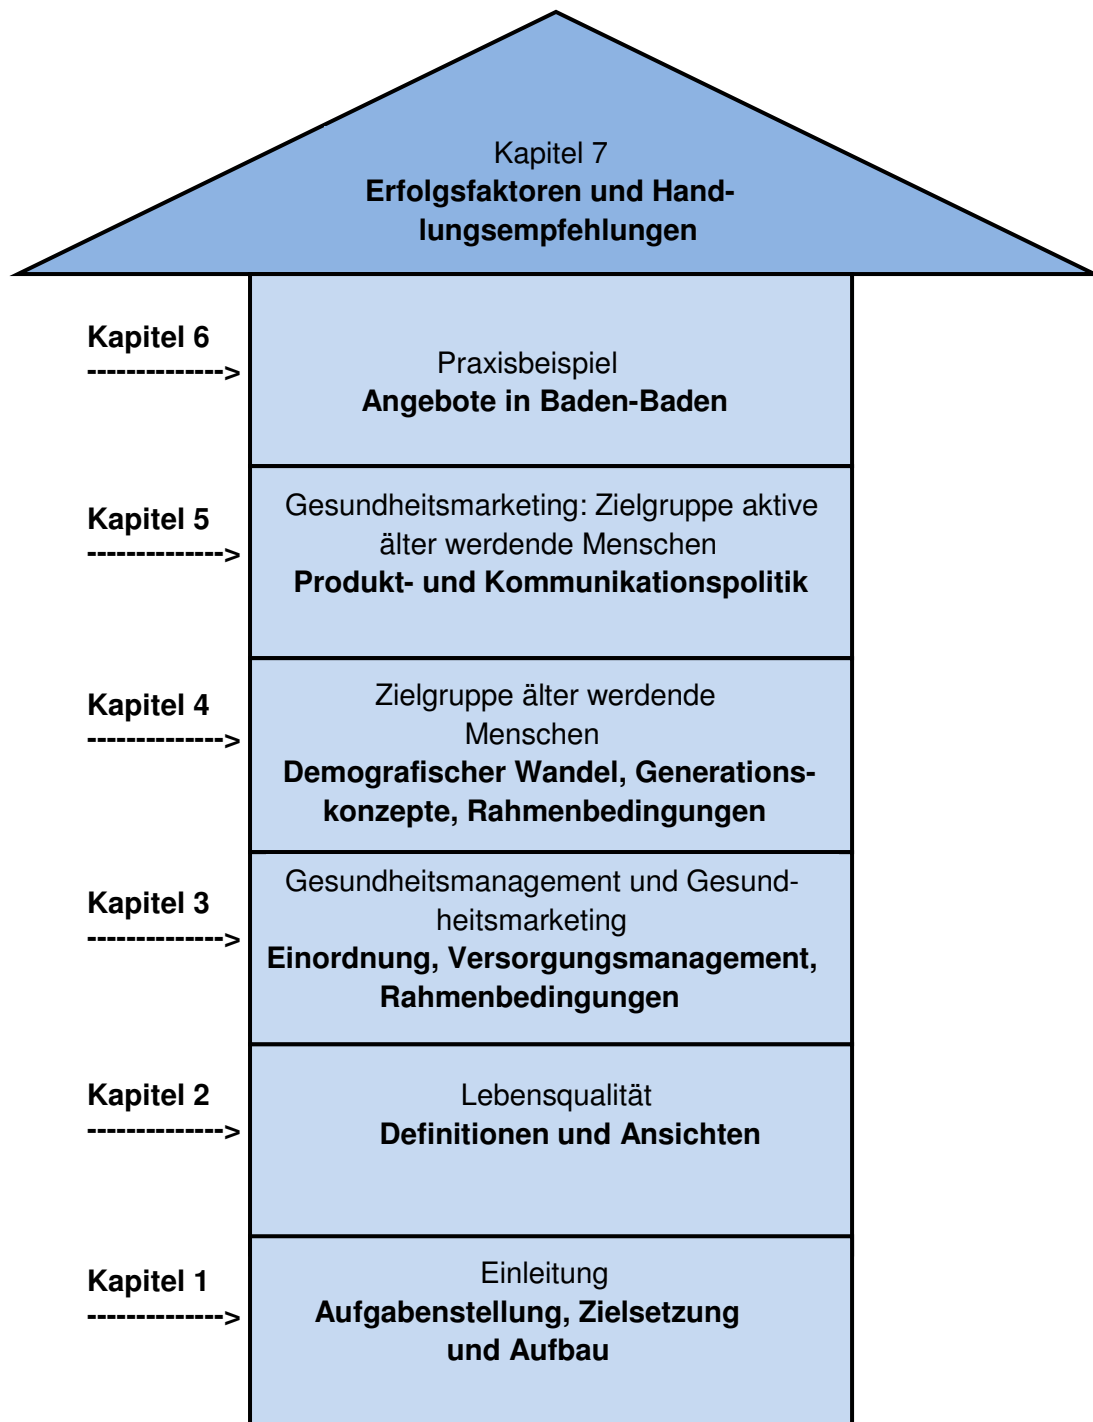 Kapitel 7
Erfolgsfaktoren und Hand-
lungsempfehlungen
Kapitel 6
-------------->
Praxisbeispiel
Angebote in Baden-Baden
Kapitel 5
-------------->
Gesundheitsmarketing: Zielgruppe aktive
älter werdende Menschen
Produkt- und Kommunikationspolitik
Kapitel 4
-------------->
Zielgruppe älter werdende
Menschen
Demografischer Wandel, Generations-
konzepte, Rahmenbedingungen
Kapitel 3
-------------->
Gesundheitsmanagement und Gesund-
heitsmarketing
Einordnung, Versorgungsmanagement,
Rahmenbedingungen
Kapitel 2
-------------->
Lebensqualität
Definitionen und Ansichten
Kapitel 1
-------------->
Einleitung
Aufgabenstellung, Zielsetzung
und Aufbau